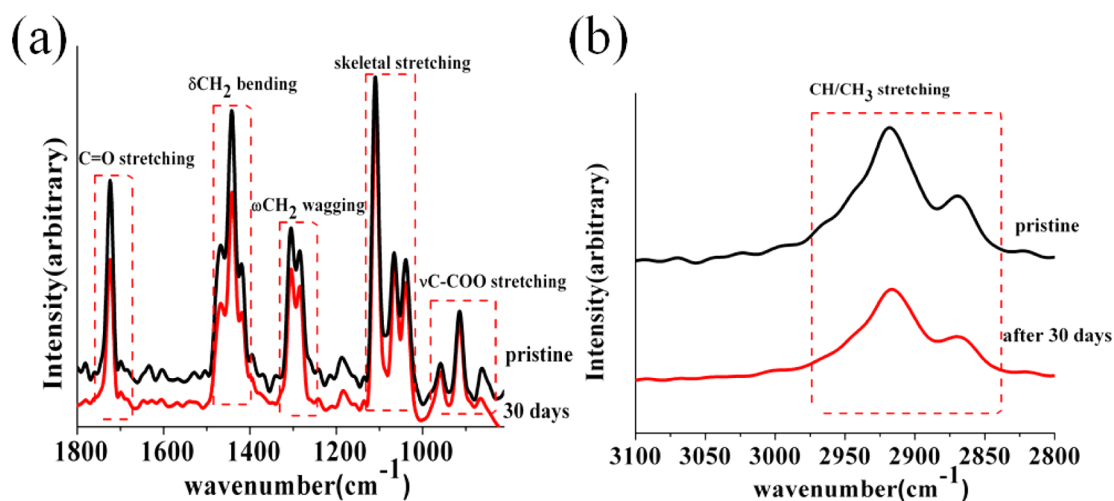 (a)
(b)
skeletal stretching
δCH2 bending
C=O stretching
ωCH2 wagging
νC-COO stretching
pristine
30 days
Intensity(arbitrary)
1800 1600 1400 1200 1000
wavenumber(cm-1)
CH/CH3 stretching
pristine
after 30 days
Intensity(arbitrary)
3100 3050 3000 2950 2900 2850 2800
wavenumber(cm-1)